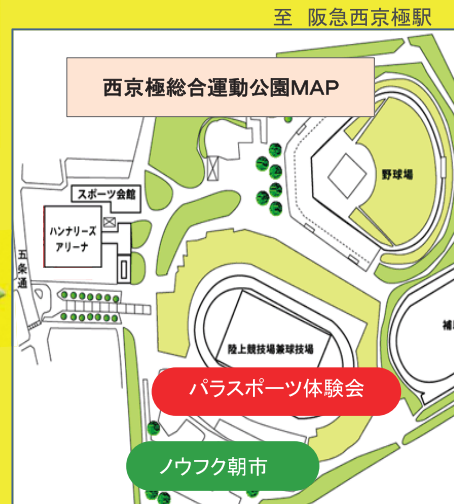 至 阪急西京極駅
西京極総合運動公園MAP
野球場
スポーツ会館
ハンナリーズ
アリーナ
五条通
陸上競技場兼球技場
補
パラスポーツ体験会
ノウフク朝市